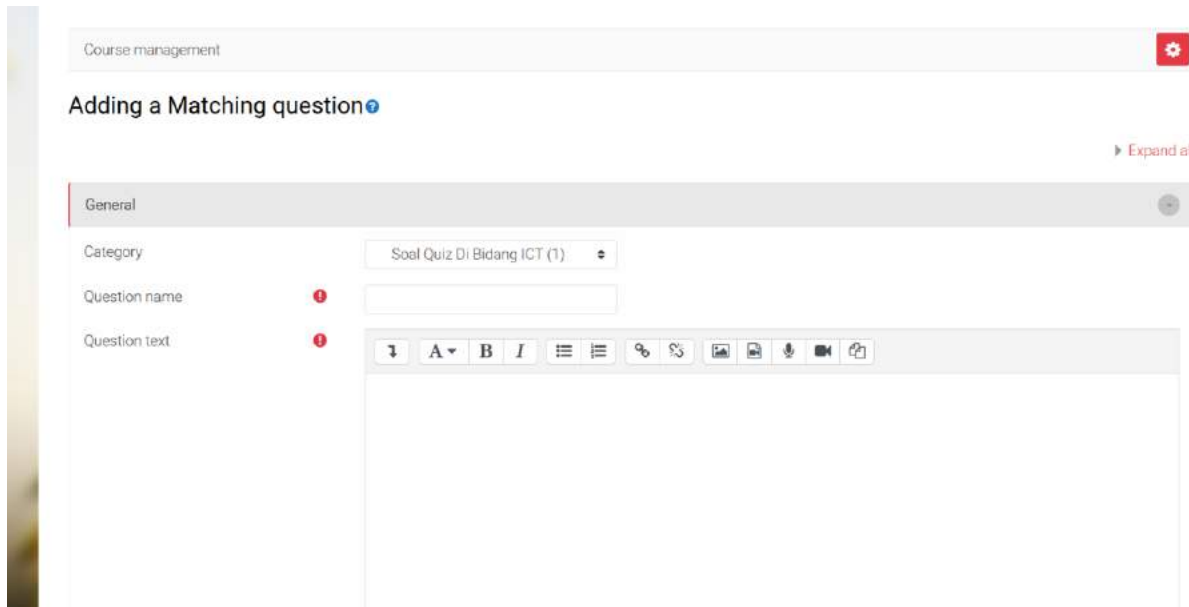 Course management
Adding a Matching question
Expand a
General
Category
Soal Quiz Di Bidang ICT (1)
Question name
Question text
A B I